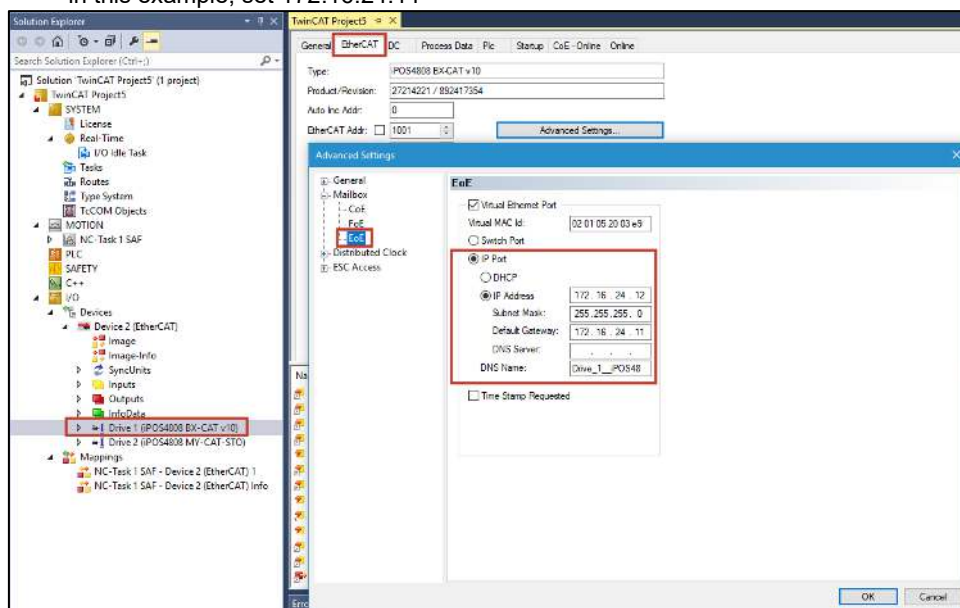 Solution Explorer
Search Solution Explorer (Ctrl+;)
Solution 'TwinCAT Project5' (1 project)
TwinCAT Project5
SYSTEM
License
Real-Time
I/O Idle Task
Tasks
Routes
Type System
TcCOM Objects
MOTION
NC-Task 1 SAF
PLC
SAFETY
C++
I/O
Devices
Device 2 (EtherCAT)
Image
Image-Info
SyncUnits
Inputs
Outputs
InfoData
Drive 1 (iPOS4808 BX-CAT v10)
Drive 2 (iPOS4808 MY-CAT-STO)
Mappings
NC-Task 1 SAF - Device 2 (EtherCAT) 1
NC-Task 1 SAF - Device 2 (EtherCAT) Info
TwinCAT Project5
General EtherCAT DC Process Data Plc Startup CoE - Online Online
Type: iPOS4808 BX-CAT v10
Product/Revision: 27214221 / 892417354
Auto Inc Addr: 0
EtherCAT Addr: 1001 Advanced Settings...
Advanced Settings
General
Mailbox
CoE
FoE
EoE
Distributed Clock
ESC Access
EoE
Virtual Ethernet Port
Virtual MAC Id: 02 01 05 20 03 e9
Switch Port
IP Port
DHCP
IP Address 172. 16 . 24 . 12
Subnet Mask: 255.255.255. 0
Default Gateway: 172. 16 . 24 . 11
DNS Server: . . .
DNS Name: Drive_1__iPOS48
Time Stamp Requested
OK Cancel
Na